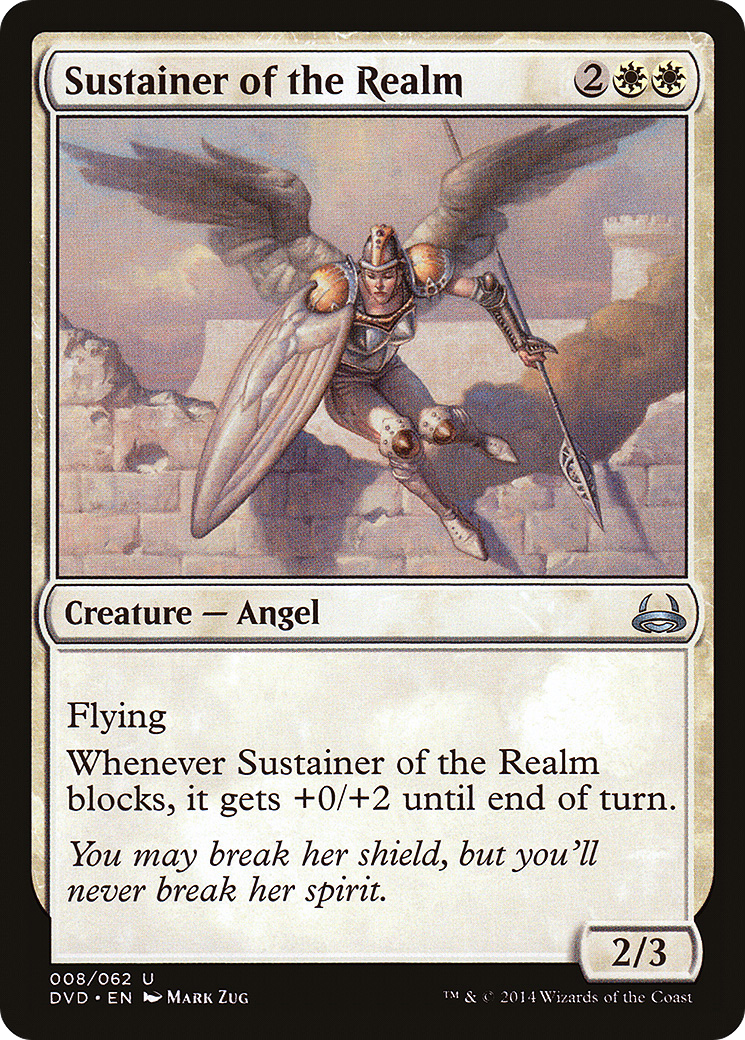 Sustainer of the Realm 2
Creature — Angel
Flying
Whenever Sustainer of the Realm
blocks, it gets +0/+2 until end of turn.
You may break her shield, but you'll
never break her spirit.
2/3
008/062 U
DVD • EN Mark Zug
™ & © 2014 Wizards of the Coast